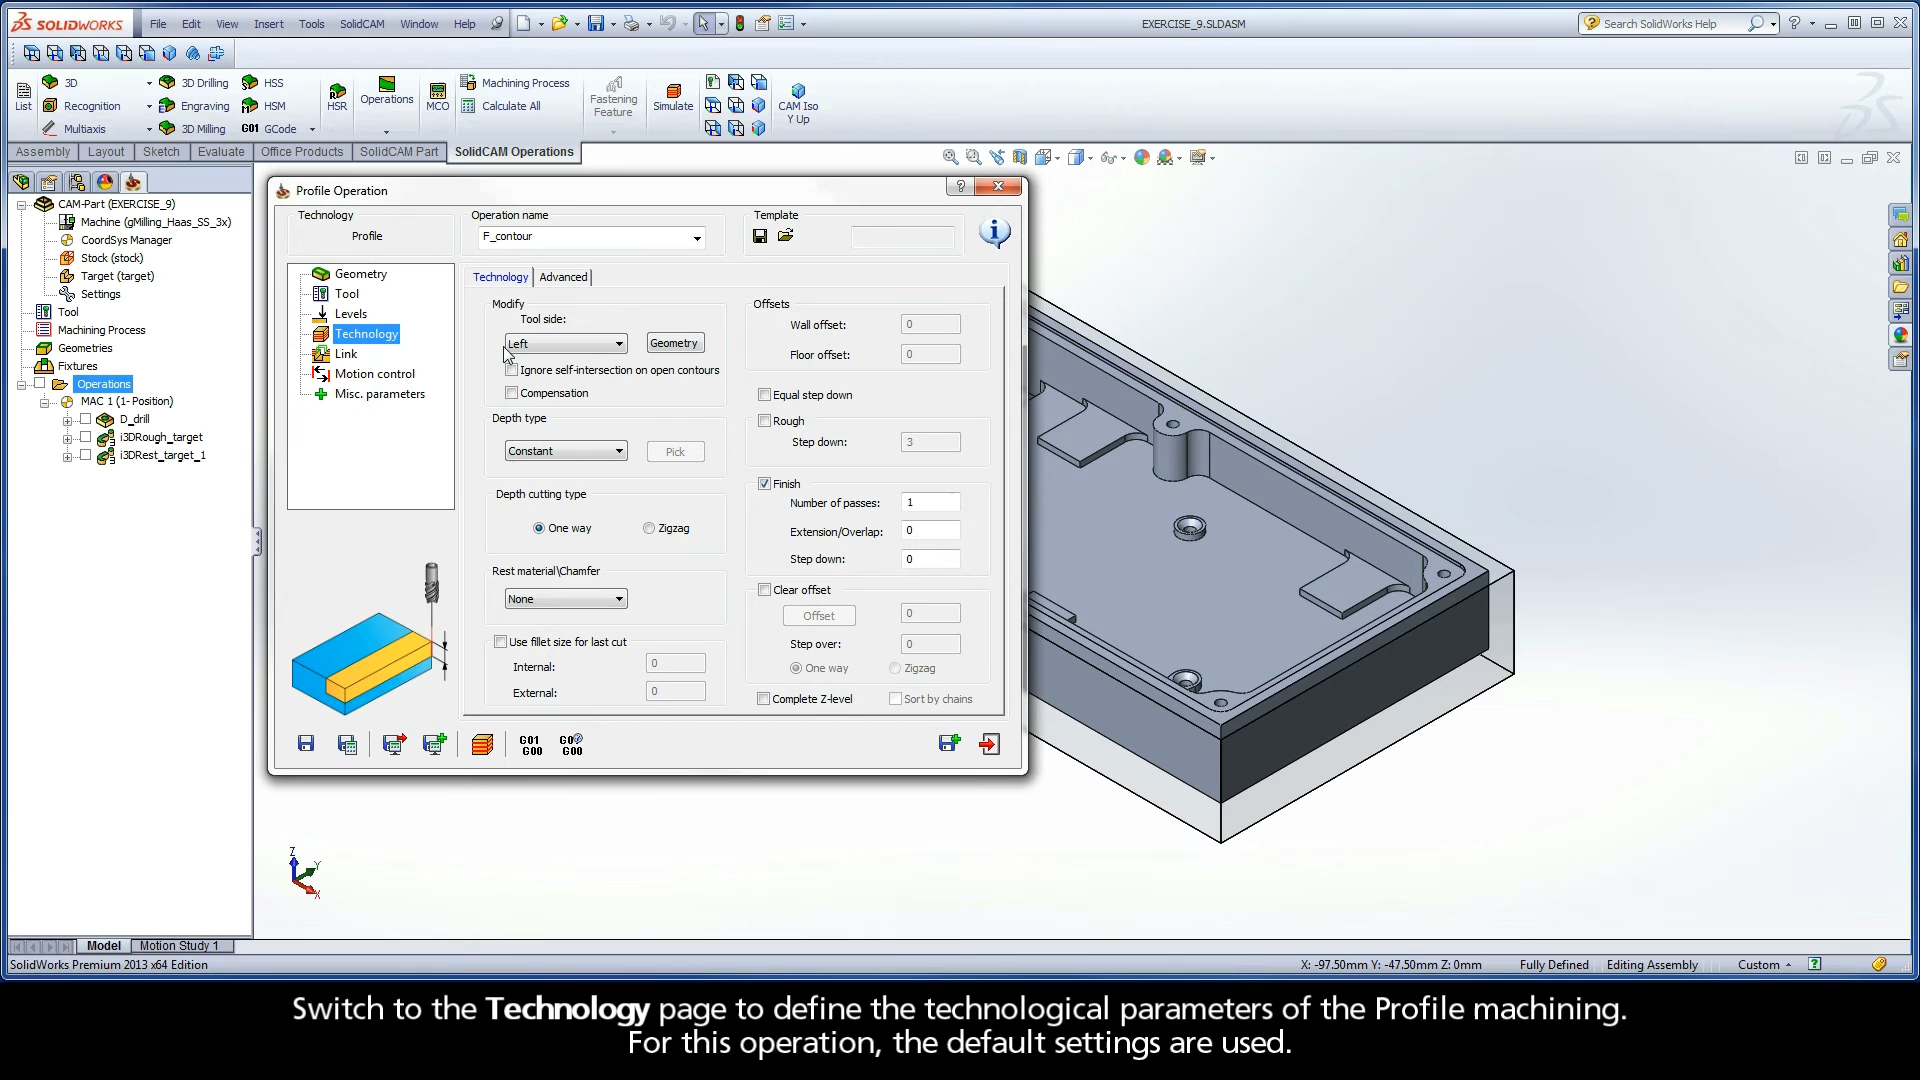 SOLIDWORKS File Edit View Insert Tools SolidCAM Window Help EXERCISE_9.SLDASM Search SolidWorks Help
3D 3D Drilling HSS Machining Process
List Recognition Engraving HSM HSR Operations MCO Calculate All Fastening Feature Simulate CAM Iso Y Up
Multiaxis 3D Milling G01 GCode
Assembly Layout Sketch Evaluate Office Products SolidCAM Part SolidCAM Operations
CAM-Part (EXERCISE_9)
Machine (gMilling_Haas_SS_3x)
CoordSys Manager
Stock (stock)
Target (target)
Settings
Tool
Machining Process
Geometries
Fixtures
Operations
MAC 1 (1- Position)
D_drill
i3DRough_target
i3DRest_target_1
Profile Operation
Technology
Profile
Operation name
F_contour
Template
Geometry
Tool
Levels
Technology
Link
Motion control
Misc. parameters
Technology Advanced
Modify
Tool side:
Left Geometry
Ignore self-intersection on open contours
Compensation
Depth type
Constant Pick
Depth cutting type
One way Zigzag
Rest material\Chamfer
None
Use fillet size for last cut
Internal: 0
External: 0
Offsets
Wall offset: 0
Floor offset: 0
Equal step down
Rough
Step down: 3
Finish
Number of passes: 1
Extension/Overlap: 0
Step down: 0
Clear offset
Offset 0
Step over: 0
One way Zigzag
Complete Z-level Sort by chains
G01 G00
G00
Z
Y
X
Model Motion Study 1
SolidWorks Premium 2013 x64 Edition X: -97.50mm Y: -47.50mm Z: 0mm Fully Defined Editing Assembly Custom
Switch to the Technology page to define the technological parameters of the Profile machining.
For this operation, the default settings are used.